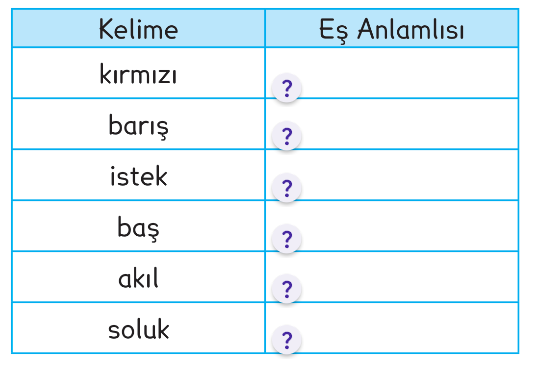 Kelime Eş Anlamlısı
kırmızı ?
barış ?
istek ?
baş ?
akıl ?
soluk ?